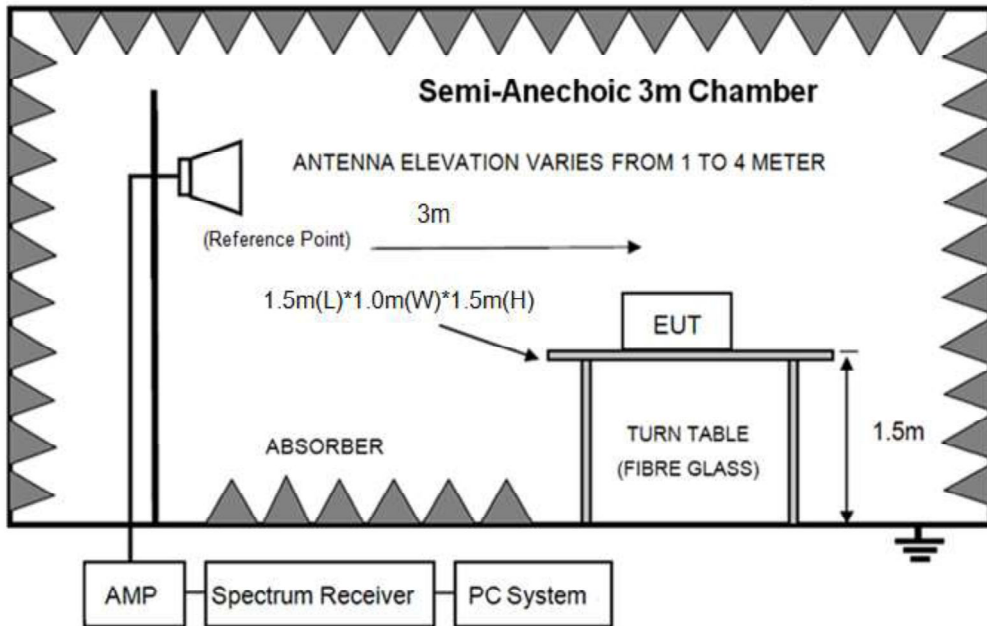 Semi-Anechoic 3m Chamber
ANTENNA ELEVATION VARIES FROM 1 TO 4 METER
3m
(Reference Point)
1.5m(L)*1.0m(W)*1.5m(H)
EUT
1.5m
ABSORBER
TURN TABLE
(FIBRE GLASS)
AMP
Spectrum Receiver
PC System